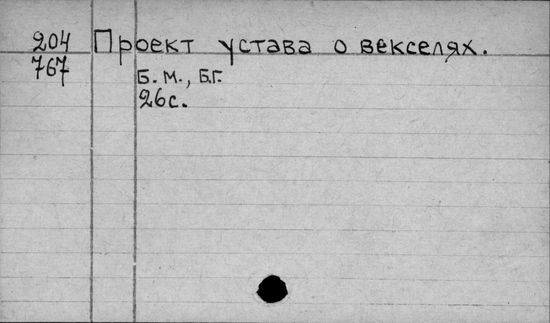 204 Проект устава о векселях.
767
Б. М., Б.Г.
26с.